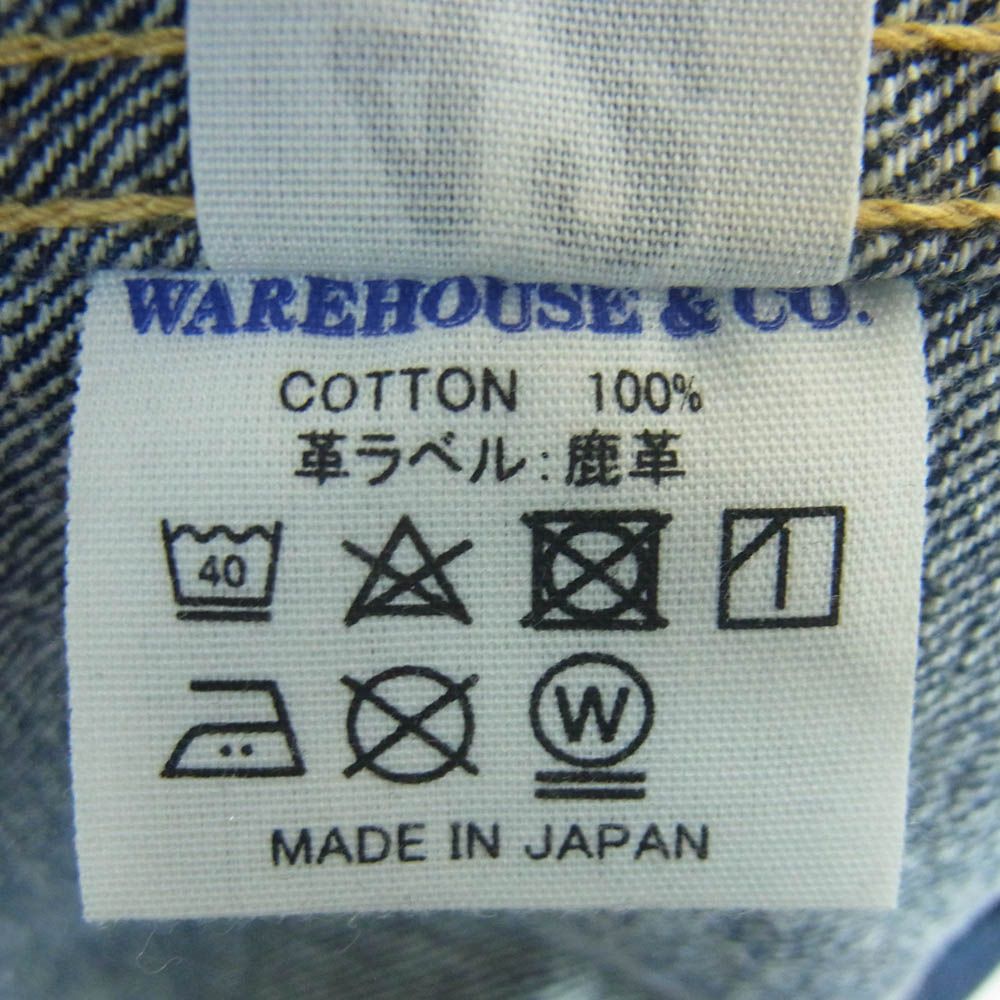 WAREHOUSE & CO.
COTTON 100%
革ラベル:鹿革
40
W
MADE IN JAPAN